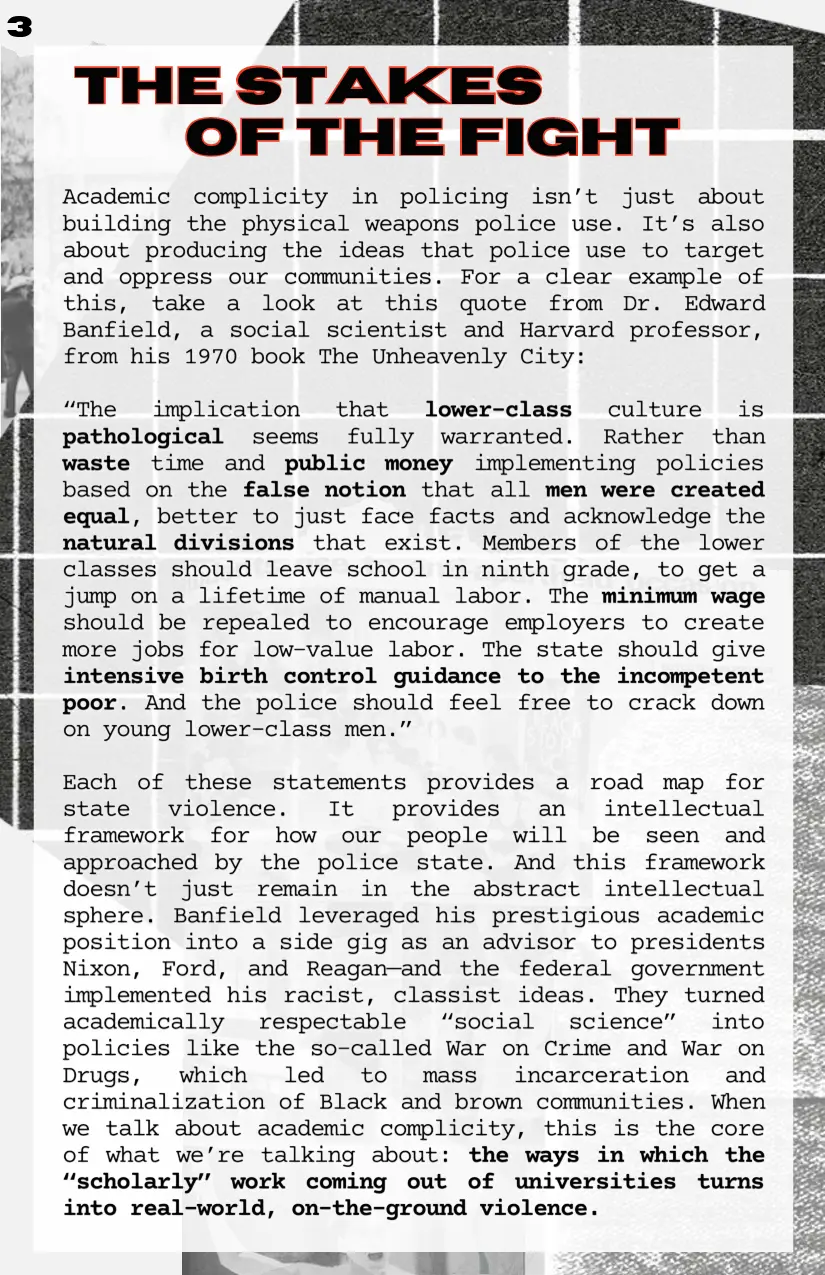 3
THE STAKES
OF THE FIGHT
Academic complicity in policing isn’t just about
building the physical weapons police use. It’s also
about producing the ideas that police use to target
and oppress our communities. For a clear example of
this, take a look at this quote from Dr. Edward
Banfield, a social scientist and Harvard professor,
from his 1970 book The Unheavenly City:
“The implication that lower-class culture is
pathological seems fully warranted. Rather than
waste time and public money implementing policies
based on the false notion that all men were created
equal, better to just face facts and acknowledge the
natural divisions that exist. Members of the lower
classes should leave school in ninth grade, to get a
jump on a lifetime of manual labor. The minimum wage
should be repealed to encourage employers to create
more jobs for low-value labor. The state should give
intensive birth control guidance to the incompetent
poor. And the police should feel free to crack down
on young lower-class men.”
Each of these statements provides a road map for
state violence. It provides an intellectual
framework for how our people will be seen and
approached by the police state. And this framework
doesn’t just remain in the abstract intellectual
sphere. Banfield leveraged his prestigious academic
position into a side gig as an advisor to presidents
Nixon, Ford, and Reagan—and the federal government
implemented his racist, classist ideas. They turned
academically respectable “social science” into
policies like the so-called War on Crime and War on
Drugs, which led to mass incarceration and
criminalization of Black and brown communities. When
we talk about academic complicity, this is the core
of what we’re talking about: the ways in which the
“scholarly” work coming out of universities turns
into real-world, on-the-ground violence.